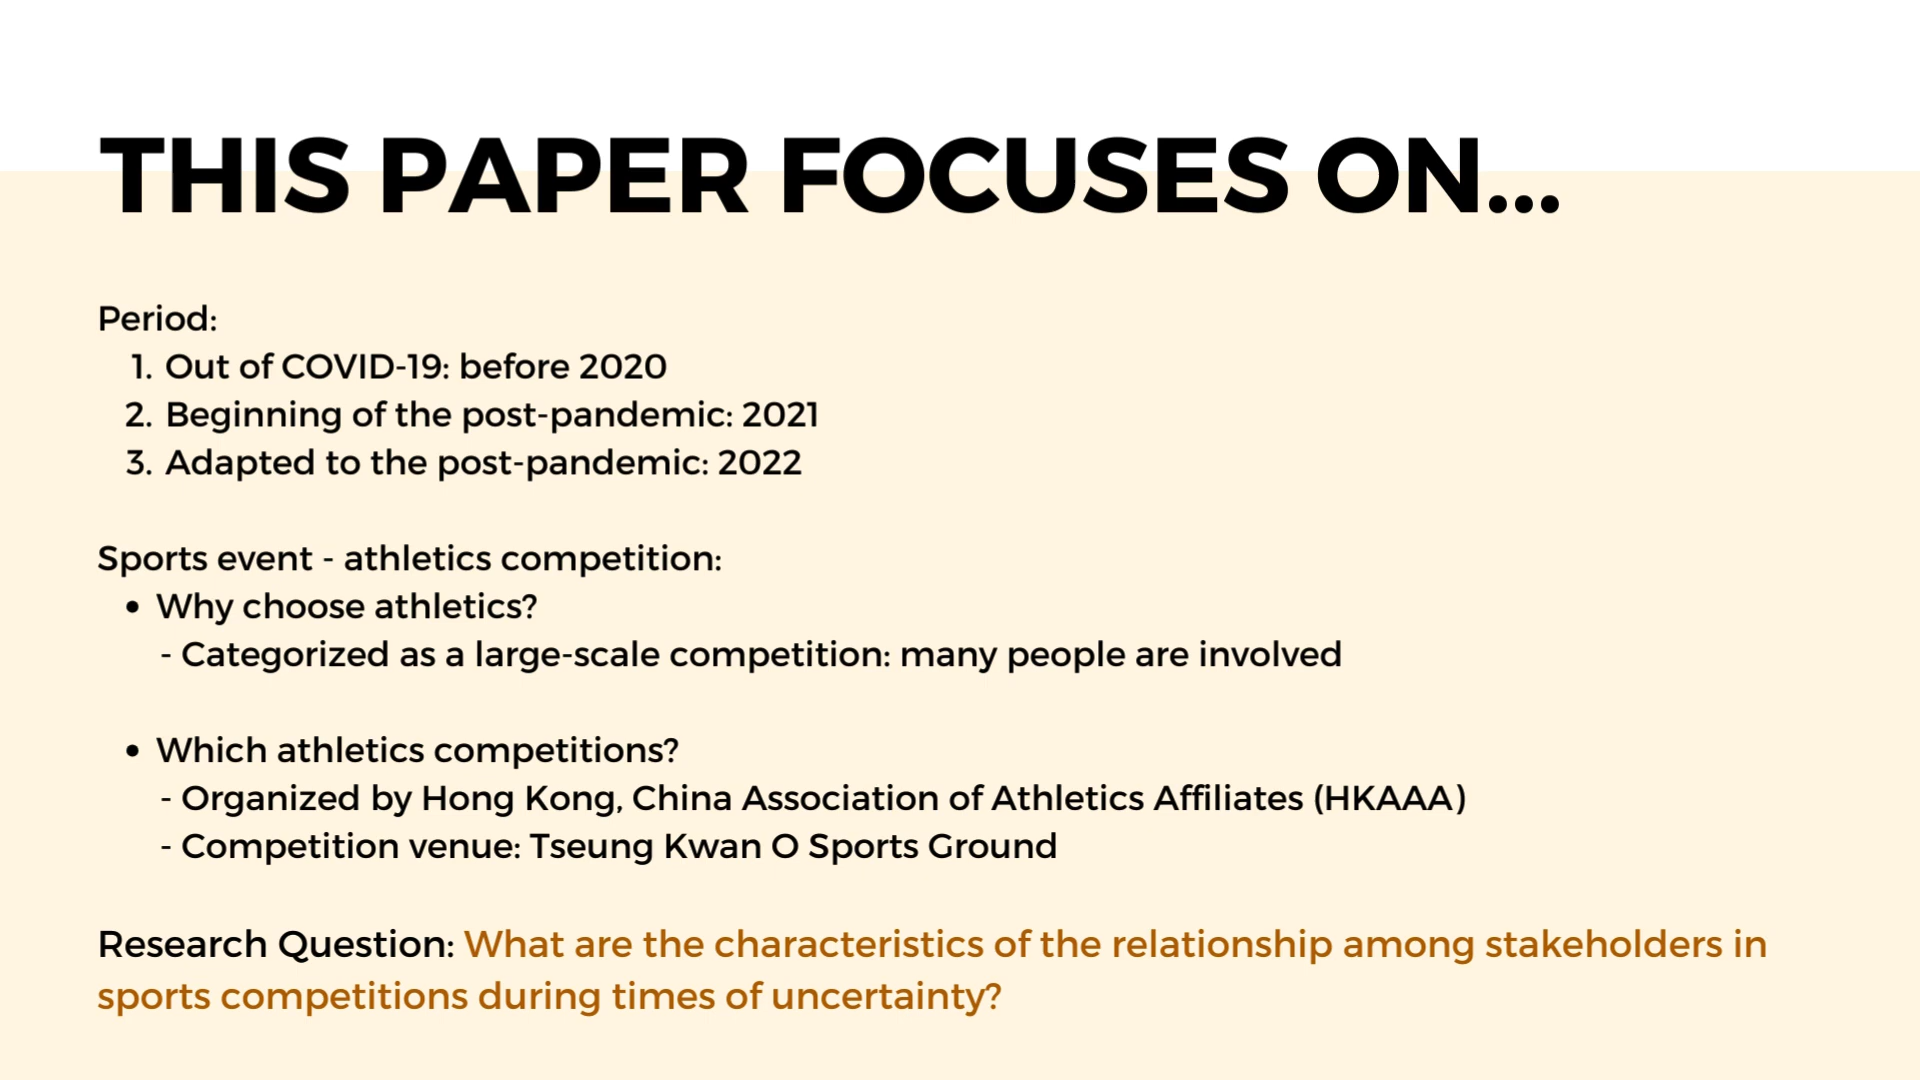 THIS PAPER FOCUSES ON...
Period:
1. Out of COVID-19: before 2020
2. Beginning of the post-pandemic: 2021
3. Adapted to the post-pandemic: 2022
Sports event - athletics competition:
• Why choose athletics?
- Categorized as a large-scale competition: many people are involved
• Which athletics competitions?
- Organized by Hong Kong, China Association of Athletics Affiliates (HKAAA)
- Competition venue: Tseung Kwan O Sports Ground
Research Question: What are the characteristics of the relationship among stakeholders in
sports competitions during times of uncertainty?